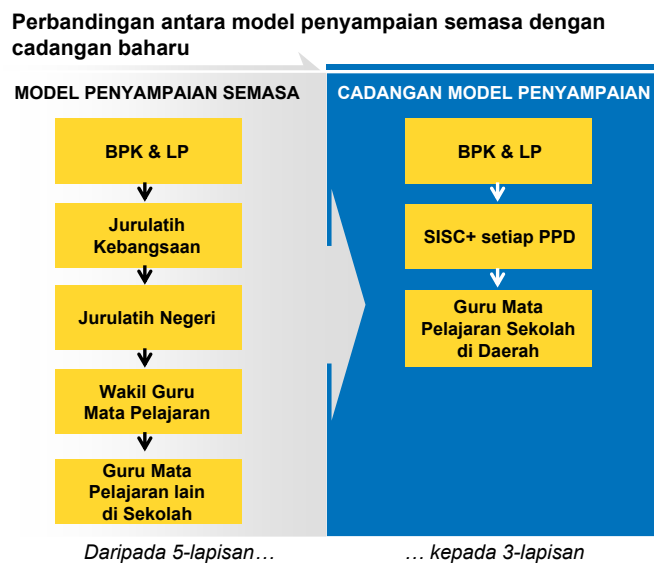 Perbandingan antara model penyampaian semasa dengan
cadangan baharu
MODEL PENYAMPAIAN SEMASA
BPK & LP
Jurulatih
Kebangsaan
Jurulatih Negeri
Wakil Guru
Mata Pelajaran
Guru Mata
Pelajaran lain
di Sekolah
Daripada 5-lapisan…
CADANGAN MODEL PENYAMPAIAN
BPK & LP
SISC+ setiap PPD
Guru Mata
Pelajaran Sekolah
di Daerah
… kepada 3-lapisan